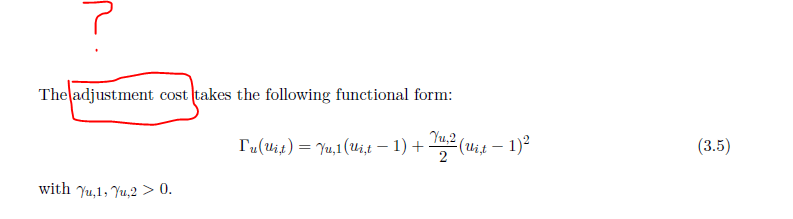 ?
The adjustment cost takes the following functional form:
Γ_u(u_{i,t}) = γ_{u,1}(u_{i,t} − 1) + \frac{γ_{u,2}}{2}(u_{i,t} − 1)^2 (3.5)
with γ_{u,1}, γ_{u,2} > 0.